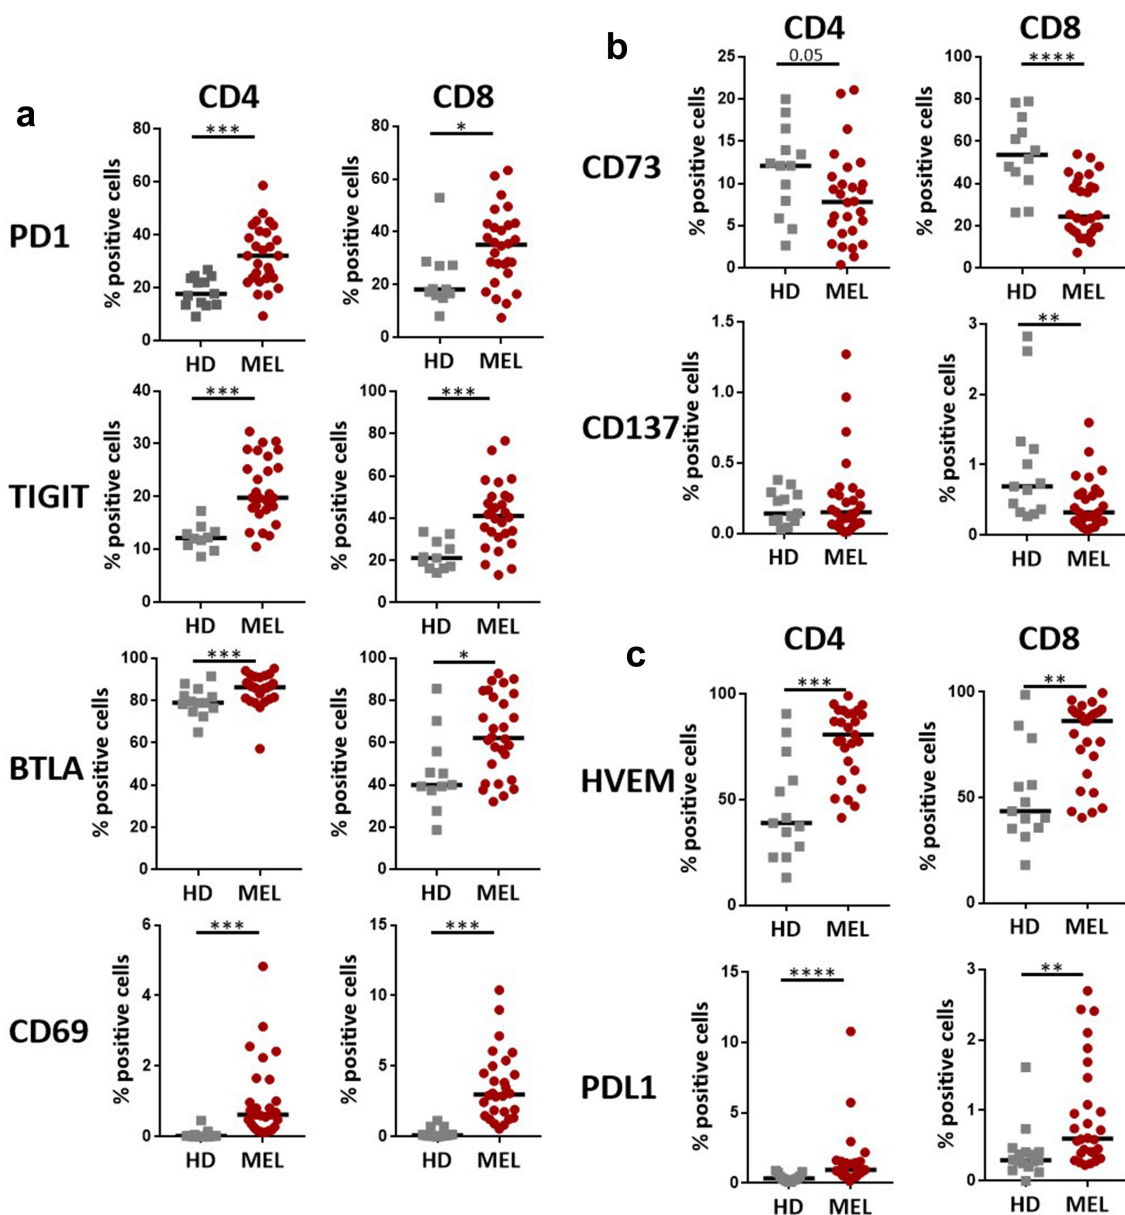 a
CD4
CD8
PD1
% positive cells
80
60
40
20
0
***
HD
MEL
% positive cells
80
60
40
20
0
*
HD
MEL
TIGIT
% positive cells
40
30
20
10
0
***
HD
MEL
% positive cells
100
80
60
40
20
0
***
HD
MEL
BTLA
% positive cells
100
80
60
40
20
0
***
HD
MEL
% positive cells
100
80
60
40
20
0
*
HD
MEL
CD69
% positive cells
6
4
2
0
***
HD
MEL
% positive cells
15
10
5
0
***
HD
MEL
b
CD4
CD8
CD73
% positive cells
25
20
15
10
5
0
0.05
HD
MEL
% positive cells
100
80
60
40
20
0
****
HD
MEL
CD137
% positive cells
1.5
1.0
0.5
0.0
HD
MEL
% positive cells
3
2
1
0
**
HD
MEL
c
CD4
CD8
HVEM
% positive cells
100
50
0
***
HD
MEL
% positive cells
100
50
0
**
HD
MEL
PDL1
% positive cells
15
10
5
0
****
HD
MEL
% positive cells
3
2
1
0
**
HD
MEL